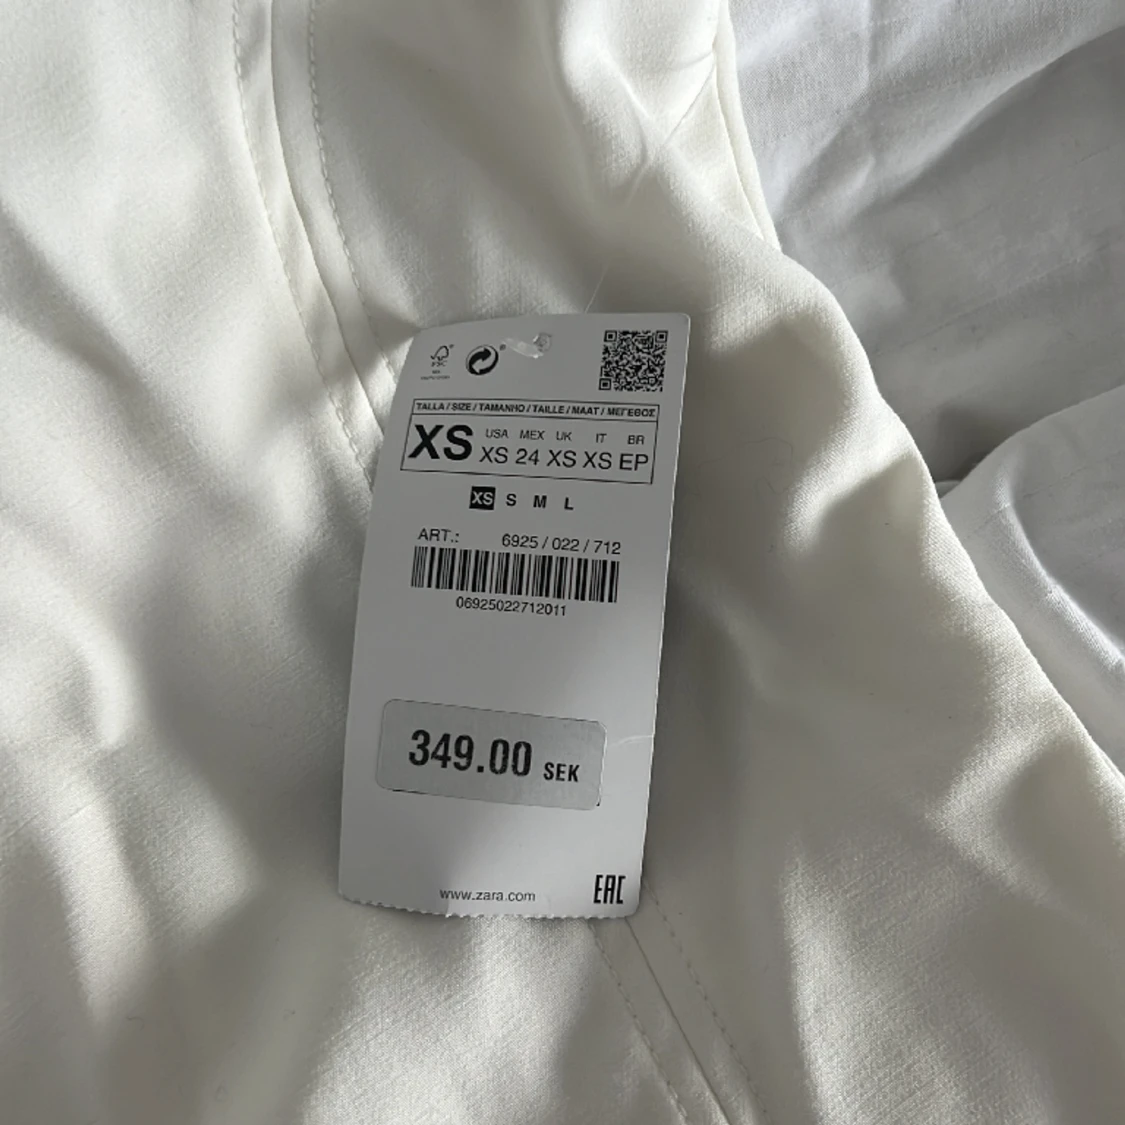 TALLA / SIZE / TAMANHO / TAILLE / MAAT / ΜΕΓΕΘΟΣ
XS
USA MEX UK IT BR
XS 24 XS XS EP
XS S M L
ART.: 6925 / 022 / 712
06925022712011
349.00 SEK
www.zara.com
EAC